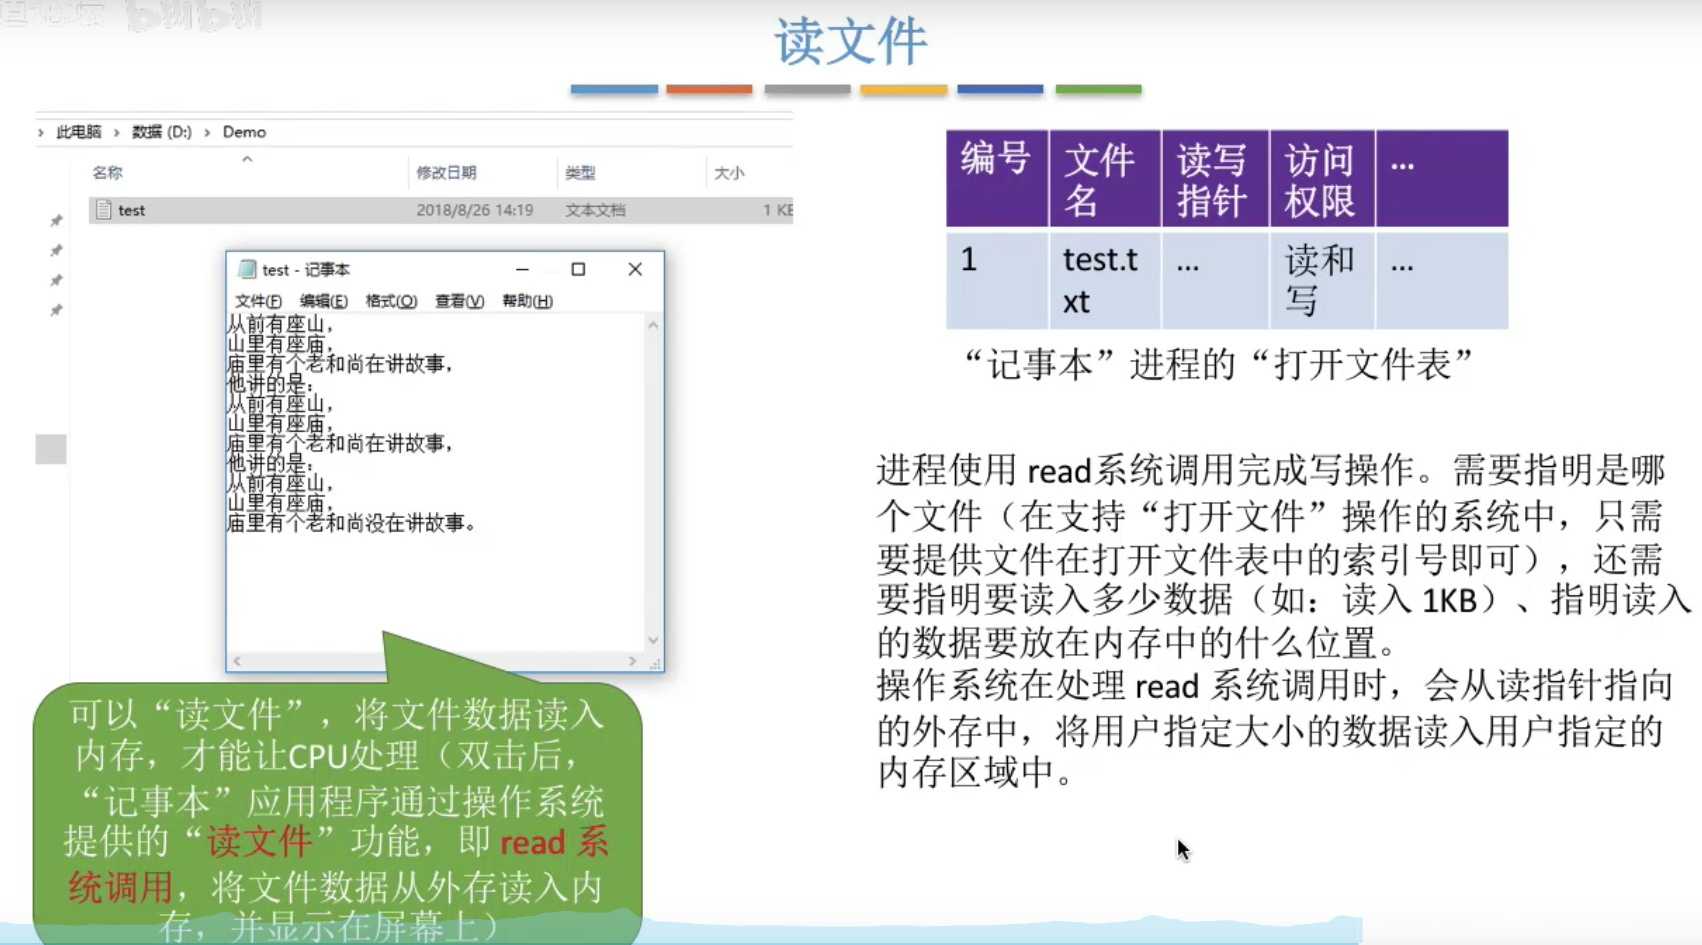 bilibili
读文件
此电脑 > 数据 (D:) > Demo
名称 修改日期 类型 大小
test 2018/8/26 14:19 文本文档 1 KB
test - 记事本
文件(F) 编辑(E) 格式(O) 查看(V) 帮助(H)
从前有座山，
山里有座庙，
庙里有个老和尚在讲故事，
他讲的是：
从前有座山，
山里有座庙，
庙里有个老和尚在讲故事，
他讲的是：
从前有座山，
山里有座庙，
庙里有个老和尚没在讲故事。
可以“读文件”，将文件数据读入
内存，才能让CPU处理（双击后，
“记事本”应用程序通过操作系统
提供的“读文件”功能，即 read 系
统调用，将文件数据从外存读入内
存，并显示在屏幕上）
编号 文件 读写 访问 ...
名 指针 权限
1 test.t ... 读和 ...
xt 写
“记事本”进程的“打开文件表”
进程使用 read系统调用完成写操作。需要指明是哪
个文件（在支持“打开文件”操作的系统中，只需
要提供文件在打开文件表中的索引号即可），还需
要指明要读入多少数据（如：读入 1KB）、指明读入
的数据要放在内存中的什么位置。
操作系统在处理 read 系统调用时，会从读指针指向
的外存中，将用户指定大小的数据读入用户指定的
内存区域中。